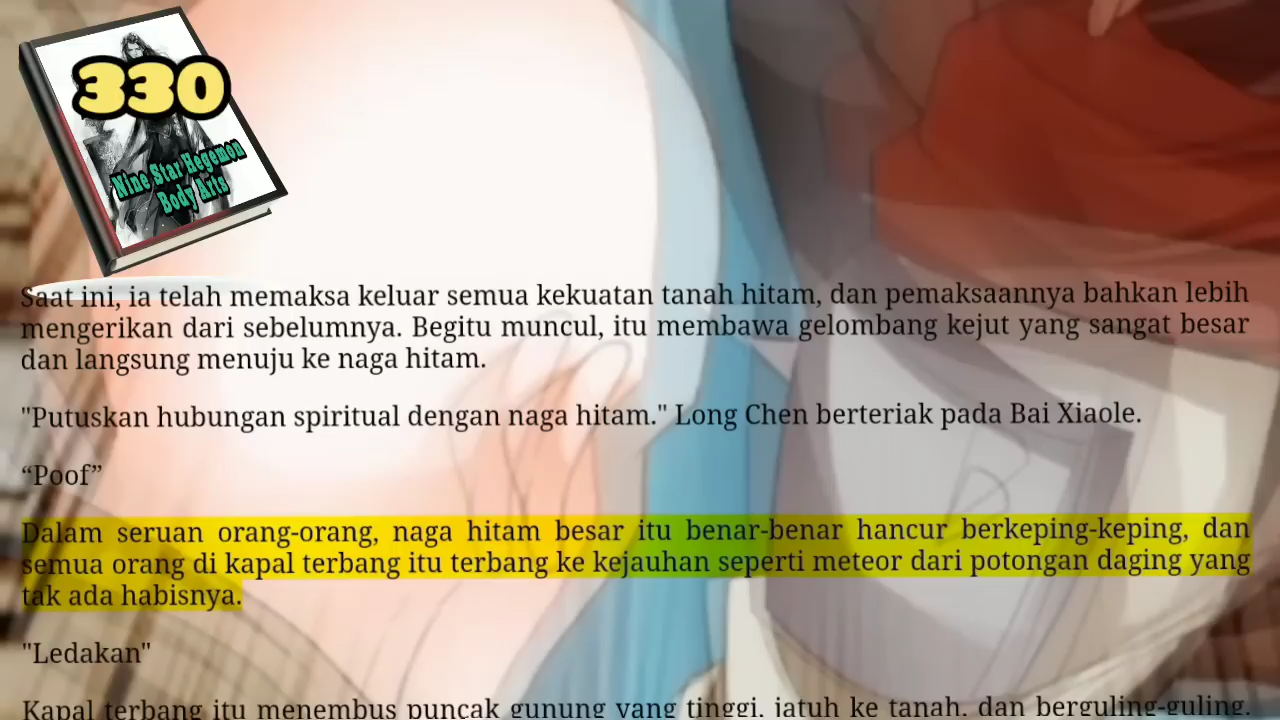 330
Nine Star Hegemon
Body Arts
Saat ini, ia telah memaksa keluar semua kekuatan tanah hitam, dan pemaksaannya bahkan lebih
mengerikan dari sebelumnya. Begitu muncul, itu membawa gelombang kejut yang sangat besar
dan langsung menuju ke naga hitam.
"Putuskan hubungan spiritual dengan naga hitam." Long Chen berteriak pada Bai Xiaole.
“Poof”
Dalam seruan orang-orang, naga hitam besar itu benar-benar hancur berkeping-keping, dan
semua orang di kapal terbang itu terbang ke kejauhan seperti meteor dari potongan daging yang
tak ada habisnya.
"Ledakan"
Kapal terbang itu menembus puncak gunung yang tinggi, jatuh ke tanah, dan berguling-guling.